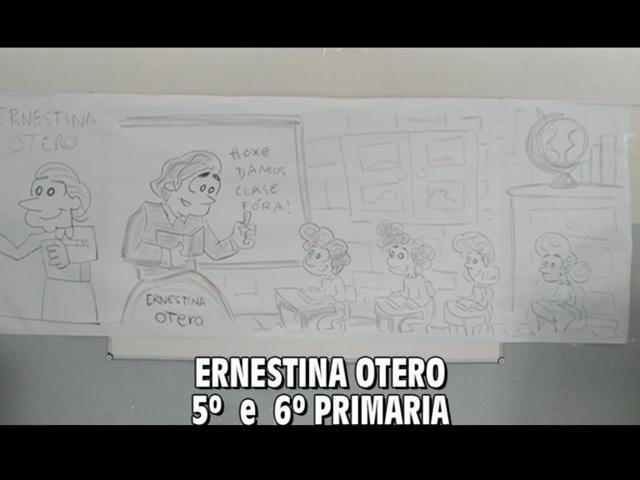 ERNESTINA
OTERO
HOXE
DAMOS
CLASE
FÓRA!
ERNESTINA
OTERO
ERNESTINA OTERO
5º e 6º PRIMARIA